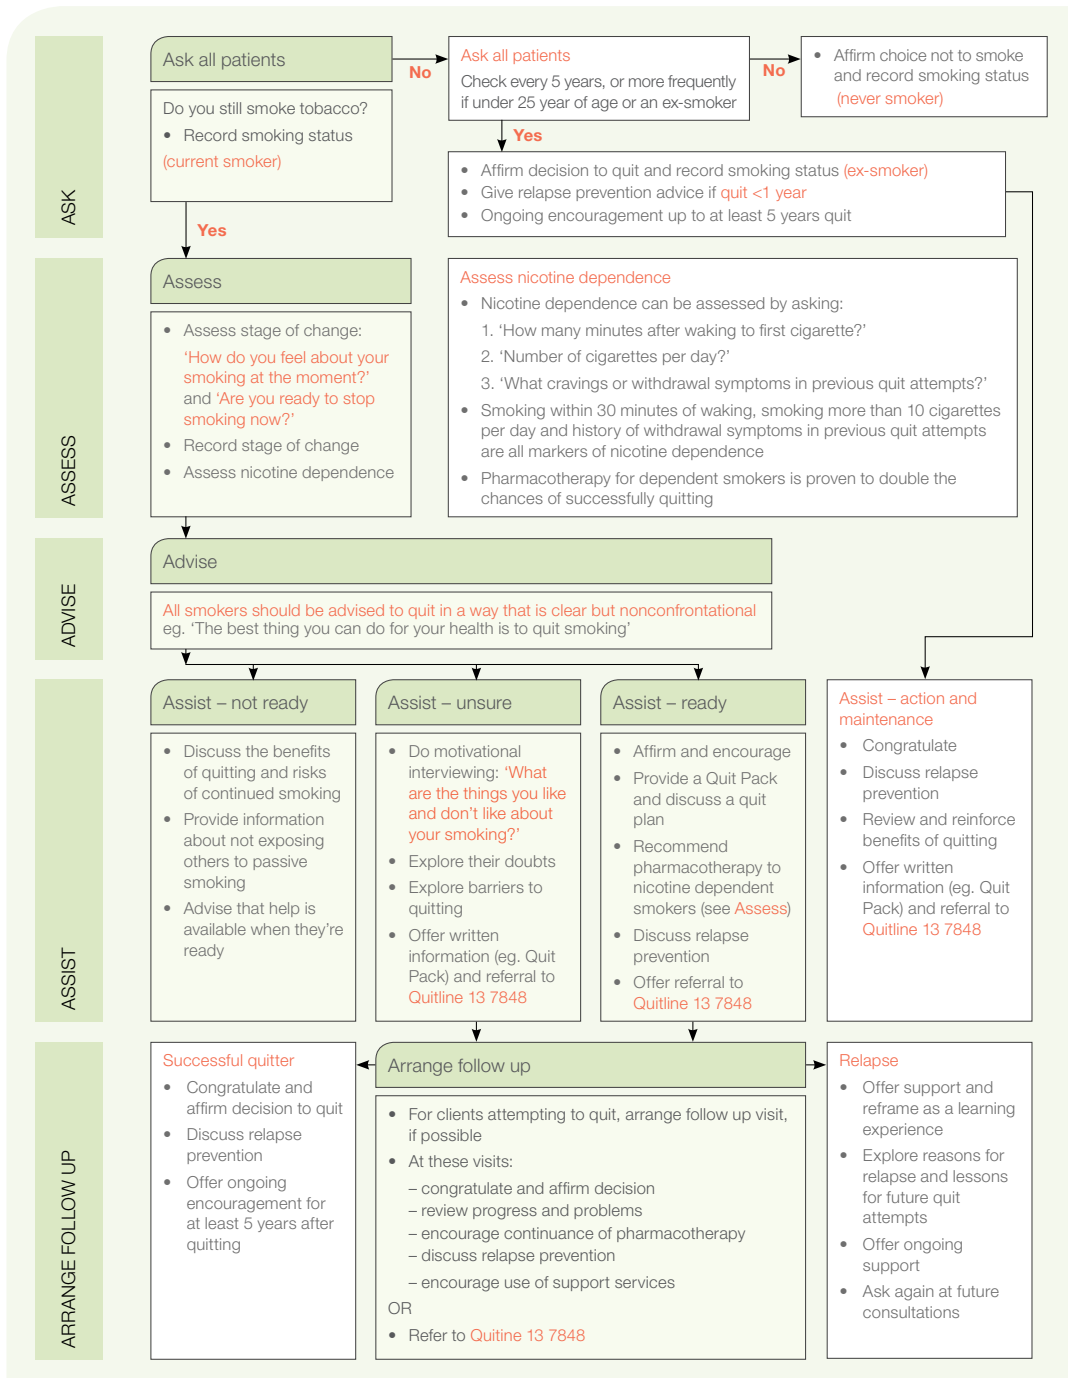 ASK
Ask all patients
Do you still smoke tobacco?
• Record smoking status
(current smoker)
No
Ask all patients
Check every 5 years, or more frequently
if under 25 year of age or an ex-smoker
No
• Affirm choice not to smoke
and record smoking status
(never smoker)
Yes
• Affirm decision to quit and record smoking status (ex-smoker)
• Give relapse prevention advice if quit <1 year
• Ongoing encouragement up to at least 5 years quit
Yes
ASSESS
Assess
• Assess stage of change:
‘How do you feel about your
smoking at the moment?’
and ‘Are you ready to stop
smoking now?’
• Record stage of change
• Assess nicotine dependence
Assess nicotine dependence
• Nicotine dependence can be assessed by asking:
1. ‘How many minutes after waking to first cigarette?’
2. ‘Number of cigarettes per day?’
3. ‘What cravings or withdrawal symptoms in previous quit attempts?’
• Smoking within 30 minutes of waking, smoking more than 10 cigarettes
per day and history of withdrawal symptoms in previous quit attempts
are all markers of nicotine dependence
• Pharmacotherapy for dependent smokers is proven to double the
chances of successfully quitting
ADVISE
Advise
All smokers should be advised to quit in a way that is clear but nonconfrontational
eg. ‘The best thing you can do for your health is to quit smoking’
ASSIST
Assist – not ready
• Discuss the benefits
of quitting and risks
of continued smoking
• Provide information
about not exposing
others to passive
smoking
• Advise that help is
available when they’re
ready
Assist – unsure
• Do motivational
interviewing: ‘What
are the things you like
and don’t like about
your smoking?’
• Explore their doubts
• Explore barriers to
quitting
• Offer written
information (eg. Quit
Pack) and referral to
Quitline 13 7848
Assist – ready
• Affirm and encourage
• Provide a Quit Pack
and discuss a quit
plan
• Recommend
pharmacotherapy to
nicotine dependent
smokers (see Assess)
• Discuss relapse
prevention
• Offer referral to
Quitline 13 7848
Assist – action and
maintenance
• Congratulate
• Discuss relapse
prevention
• Review and reinforce
benefits of quitting
• Offer written
information (eg. Quit
Pack) and referral to
Quitline 13 7848
ARRANGE FOLLOW UP
Successful quitter
• Congratulate and
affirm decision to quit
• Discuss relapse
prevention
• Offer ongoing
encouragement for
at least 5 years after
quitting
Arrange follow up
• For clients attempting to quit, arrange follow up visit,
if possible
• At these visits:
– congratulate and affirm decision
– review progress and problems
– encourage continuance of pharmacotherapy
– discuss relapse prevention
– encourage use of support services
OR
• Refer to Quitine 13 7848
Relapse
• Offer support and
reframe as a learning
experience
• Explore reasons for
relapse and lessons
for future quit
attempts
• Offer ongoing
support
• Ask again at future
consultations